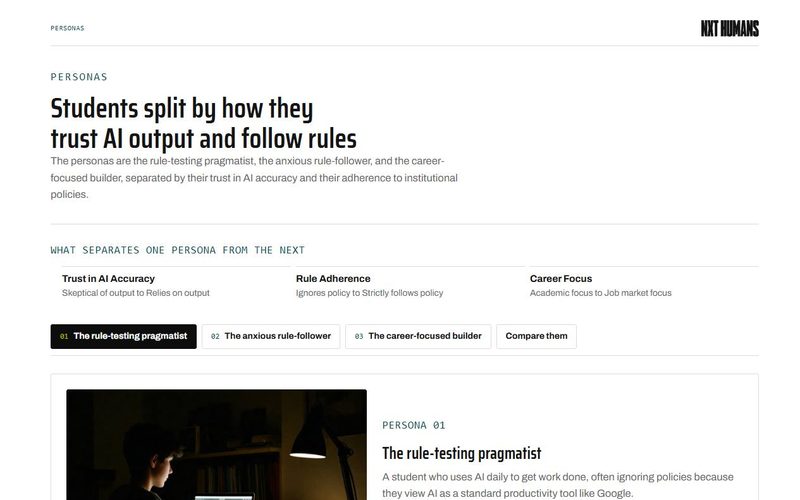 PERSONAS
NXT HUMANS
PERSONAS
Students split by how they
trust AI output and follow rules
The personas are the rule-testing pragmatist, the anxious rule-follower, and the career-
focused builder, separated by their trust in AI accuracy and their adherence to institutional
policies.
WHAT SEPARATES ONE PERSONA FROM THE NEXT
Trust in AI Accuracy
Skeptical of output to Relies on output
Rule Adherence
Ignores policy to Strictly follows policy
Career Focus
Academic focus to Job market focus
01 The rule-testing pragmatist
02 The anxious rule-follower
03 The career-focused builder
Compare them
PERSONA 01
The rule-testing pragmatist
A student who uses AI daily to get work done, often ignoring policies because
they view AI as a standard productivity tool like Google.